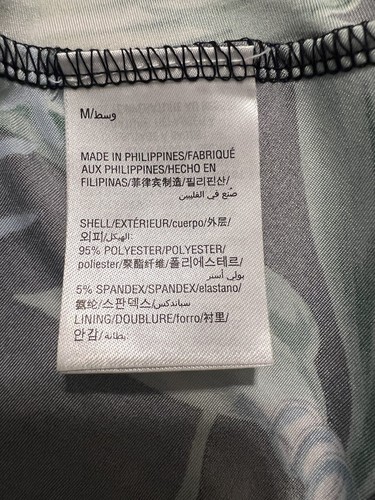 M/وسط
MADE IN PHILIPPINES/FABRIQUÉ
AUX PHILIPPINES/HECHO EN
FILIPINAS/菲律宾制造/필리핀산/
صُنع في الفلبين
SHELL/EXTÉRIEUR/cuerpo/外层/
외피/الهيكل:
95% POLYESTER/POLYESTER/
poliester/聚酯纤维/폴리에스테르/
بولي أستر
5% SPANDEX/SPANDEX/elastano/
氨纶/스판덱스/سباندكس
LINING/DOUBLURE/forro/衬里/
안감/بطانة: